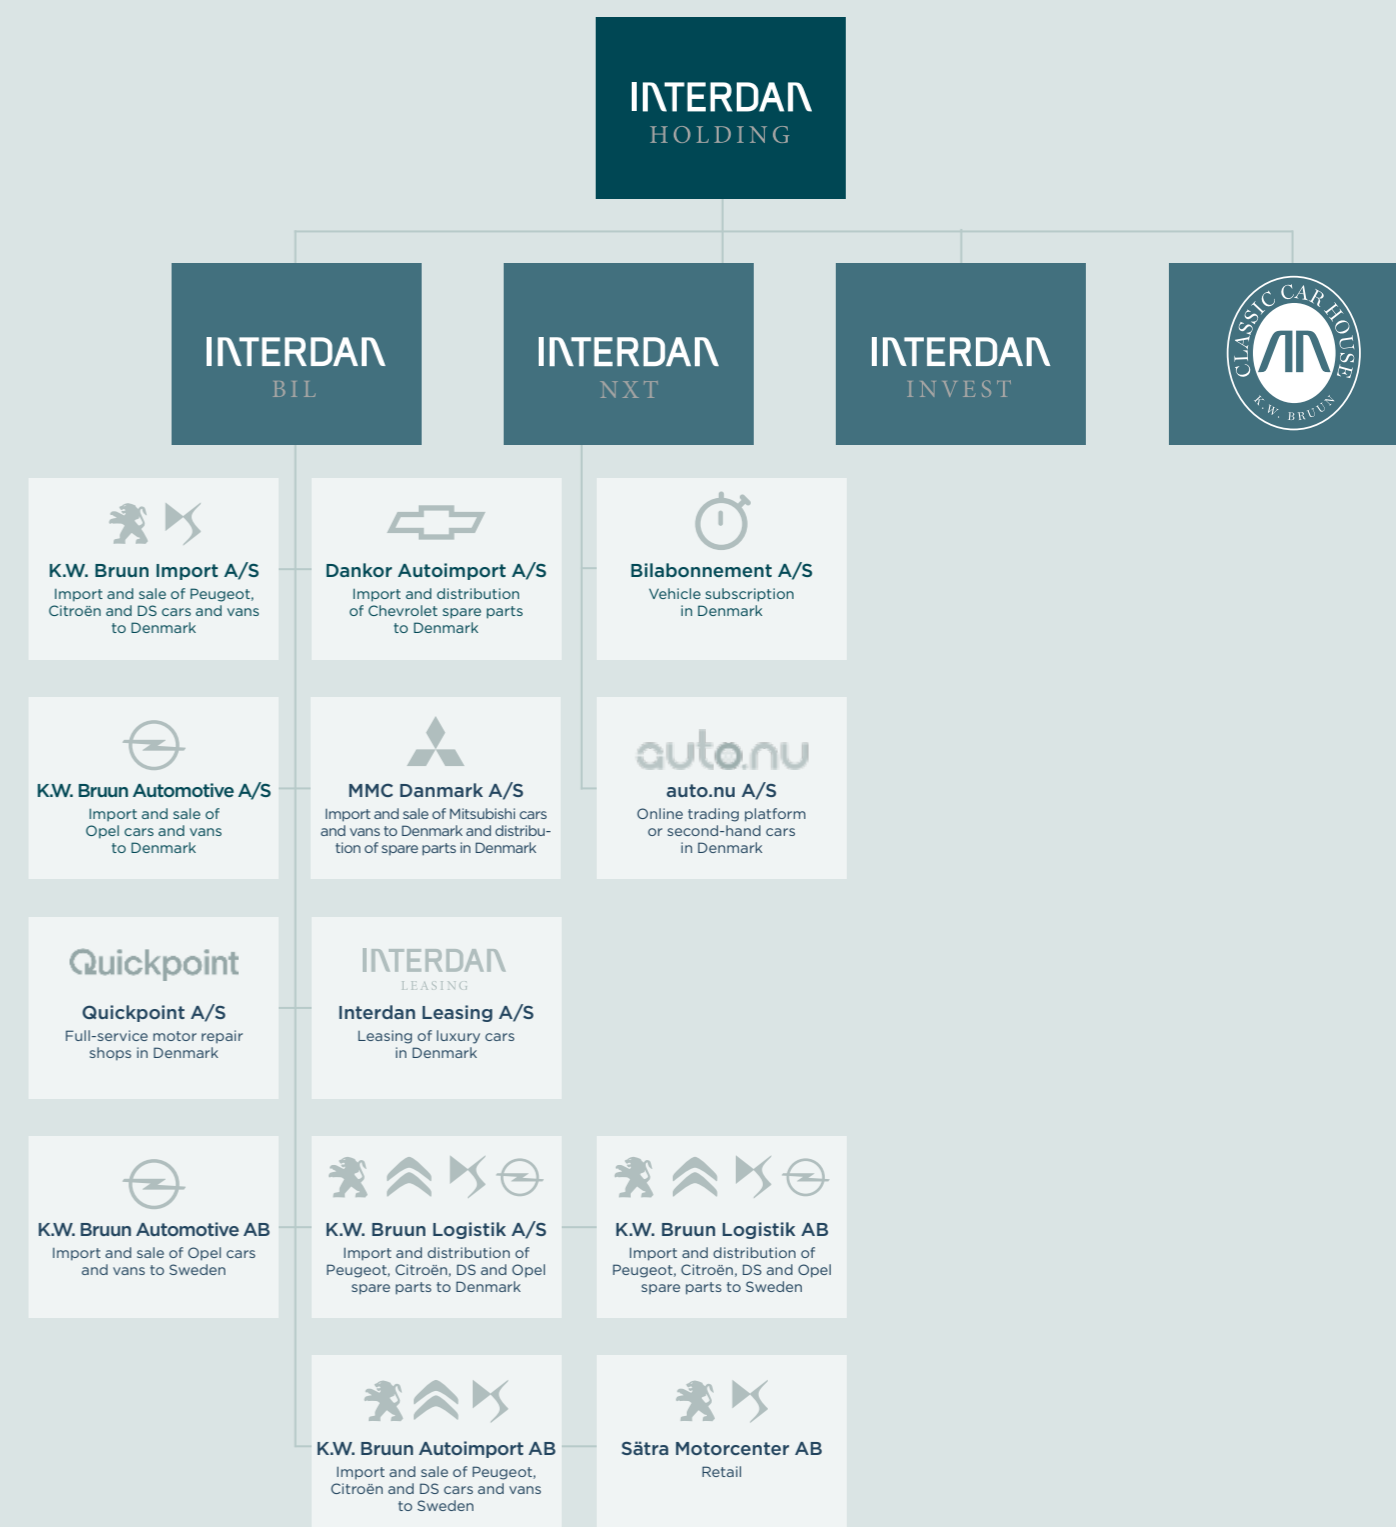 INTERDAN
HOLDING
INTERDAN
BIL
INTERDAN
NXT
INTERDAN
INVEST
CLASSIC CAR HOUSE
K.W. BRUUN
K.W. Bruun Import A/S
Import and sale of Peugeot,
Citroën and DS cars and vans
to Denmark
Dankor Autoimport A/S
Import and distribution
of Chevrolet spare parts
to Denmark
Bilabonnement A/S
Vehicle subscription
in Denmark
K.W. Bruun Automotive A/S
Import and sale of
Opel cars and vans
to Denmark
MMC Danmark A/S
Import and sale of Mitsubishi cars
and vans to Denmark and distribu-
tion of spare parts in Denmark
auto.nu
auto.nu A/S
Online trading platform
or second-hand cars
in Denmark
Quickpoint
Quickpoint A/S
Full-service motor repair
shops in Denmark
INTERDAN
LEASING
Interdan Leasing A/S
Leasing of luxury cars
in Denmark
K.W. Bruun Automotive AB
Import and sale of Opel cars
and vans to Sweden
K.W. Bruun Logistik A/S
Import and distribution of
Peugeot, Citroën, DS and Opel
spare parts to Denmark
K.W. Bruun Logistik AB
Import and distribution of
Peugeot, Citroën, DS and Opel
spare parts to Sweden
K.W. Bruun Autoimport AB
Import and sale of Peugeot,
Citroën and DS cars and vans
to Sweden
Sätra Motorcenter AB
Retail